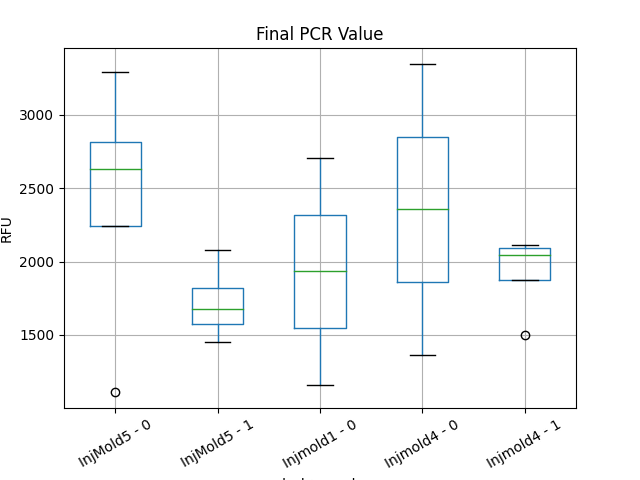 Final PCR Value
RFU
3000
2500
2000
1500
InjMold5 - 0
InjMold5 - 1
Injmold1 - 0
Injmold4 - 0
Injmold4 - 1